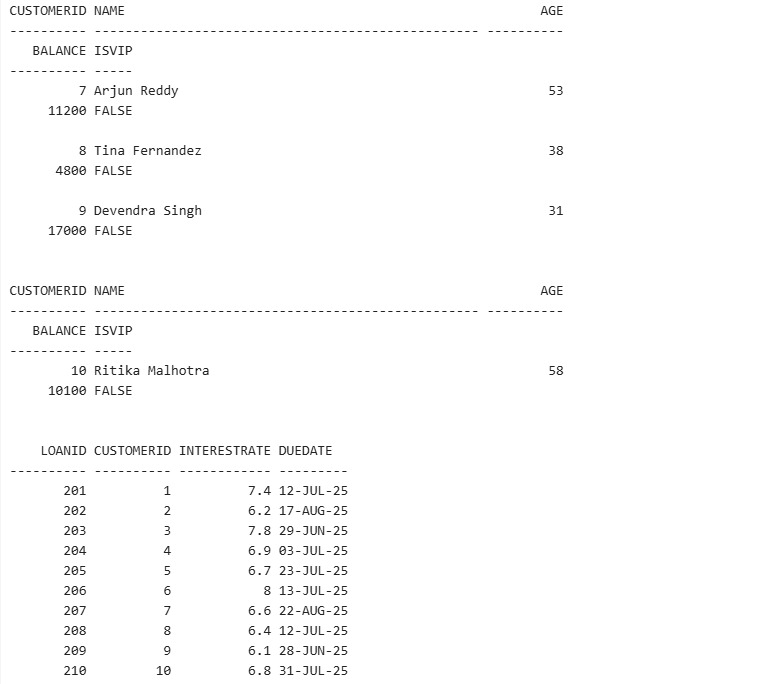 CUSTOMERID NAME                                                      AGE
---------- -------------------------------------------------- ----------
   BALANCE ISVIP
---------- -----
         7 Arjun Reddy                                                53
     11200 FALSE

         8 Tina Fernandez                                             38
      4800 FALSE

         9 Devendra Singh                                             31
     17000 FALSE


CUSTOMERID NAME                                                      AGE
---------- -------------------------------------------------- ----------
   BALANCE ISVIP
---------- -----
        10 Ritika Malhotra                                            58
     10100 FALSE


    LOANID CUSTOMERID INTERESTRATE DUEDATE
---------- ---------- ------------ ---------
       201          1          7.4 12-JUL-25
       202          2          6.2 17-AUG-25
       203          3          7.8 29-JUN-25
       204          4          6.9 03-JUL-25
       205          5          6.7 23-JUL-25
       206          6            8 13-JUL-25
       207          7          6.6 22-AUG-25
       208          8          6.4 12-JUL-25
       209          9          6.1 28-JUN-25
       210         10          6.8 31-JUL-25